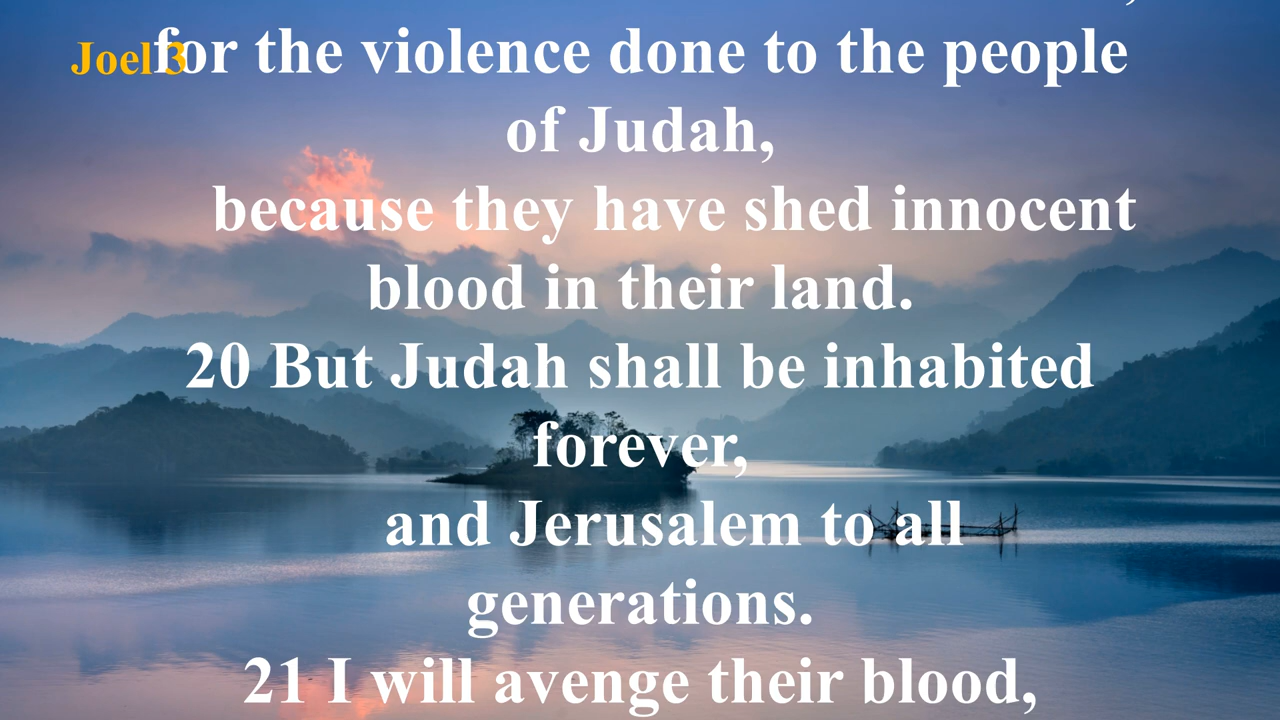 Joel 3
for the violence done to the people
of Judah,
because they have shed innocent
blood in their land.
20 But Judah shall be inhabited
forever,
and Jerusalem to all
generations.
21 I will avenge their blood,